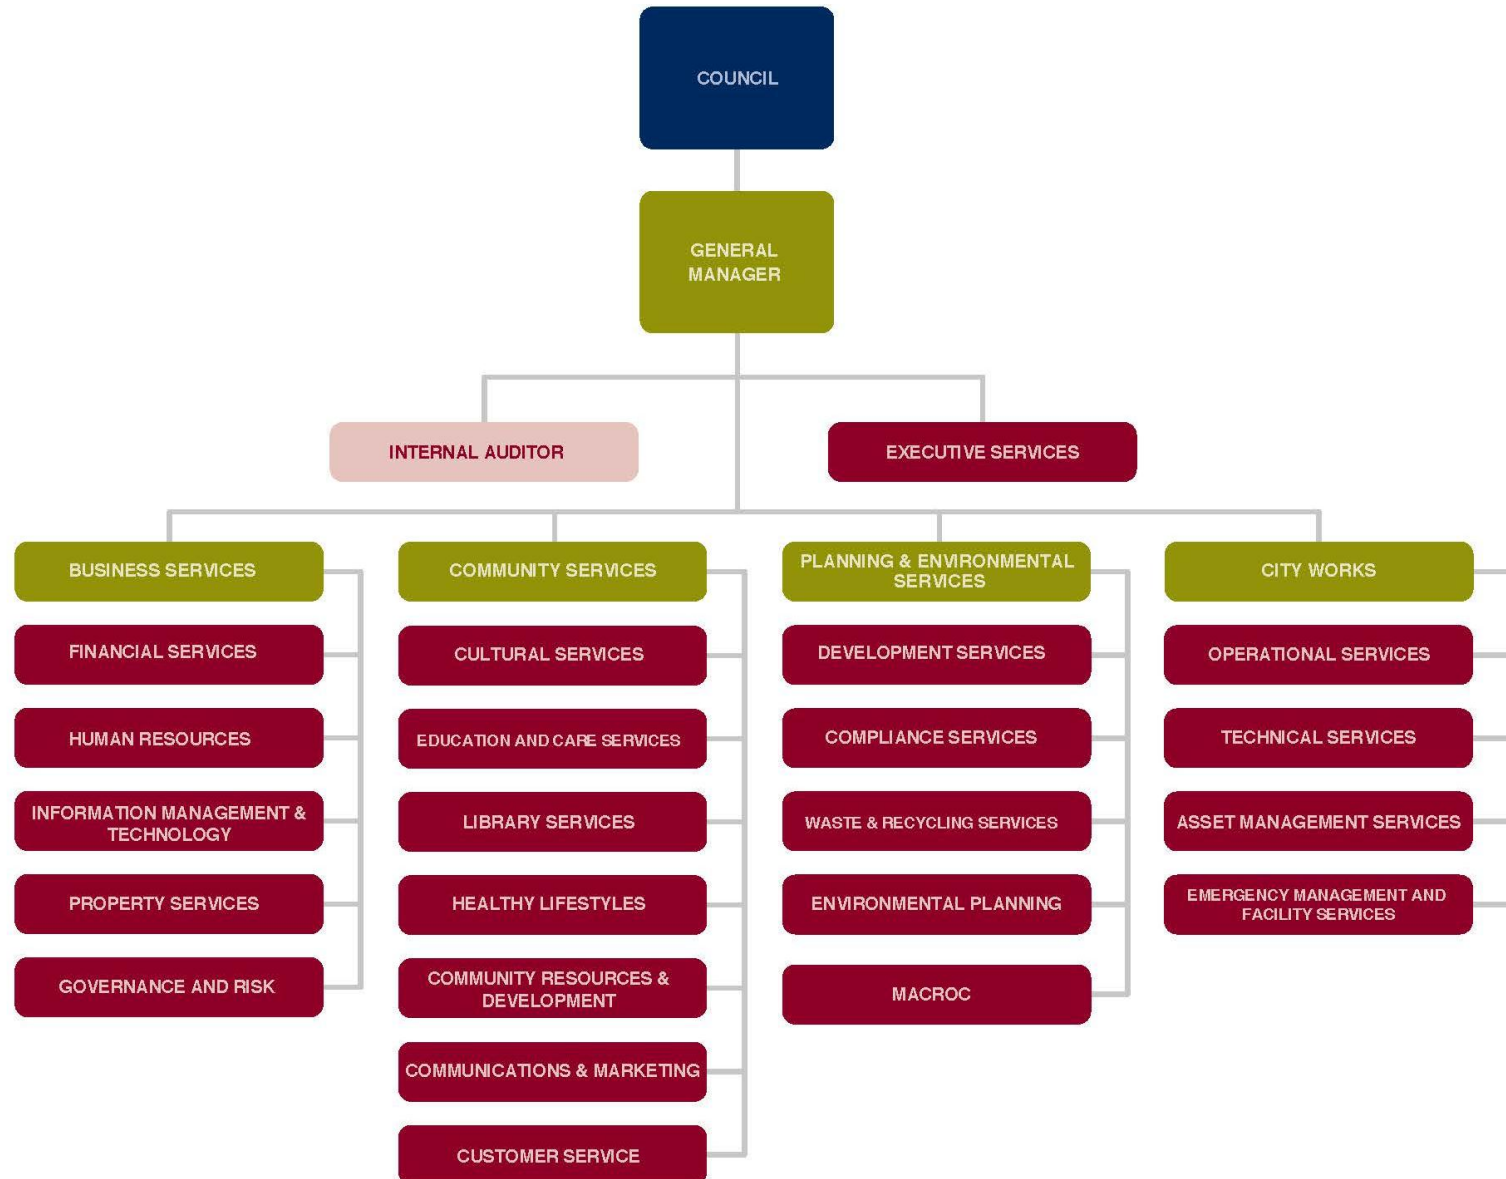 COUNCIL
GENERAL
MANAGER
INTERNAL AUDITOR
EXECUTIVE SERVICES
BUSINESS SERVICES
FINANCIAL SERVICES
HUMAN RESOURCES
INFORMATION MANAGEMENT &
TECHNOLOGY
PROPERTY SERVICES
GOVERNANCE AND RISK
COMMUNITY SERVICES
CULTURAL SERVICES
EDUCATION AND CARE SERVICES
LIBRARY SERVICES
HEALTHY LIFESTYLES
COMMUNITY RESOURCES &
DEVELOPMENT
COMMUNICATIONS & MARKETING
CUSTOMER SERVICE
PLANNING & ENVIRONMENTAL
SERVICES
DEVELOPMENT SERVICES
COMPLIANCE SERVICES
WASTE & RECYCLING SERVICES
ENVIRONMENTAL PLANNING
MACROC
CITY WORKS
OPERATIONAL SERVICES
TECHNICAL SERVICES
ASSET MANAGEMENT SERVICES
EMERGENCY MANAGEMENT AND
FACILITY SERVICES